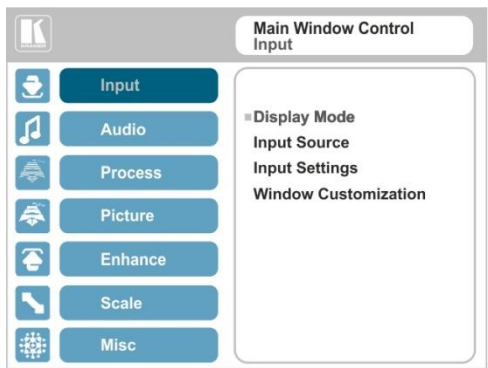 Main Window Control
Input
Input
Audio
Process
Picture
Enhance
Scale
Misc
Display Mode
Input Source
Input Settings
Window Customization